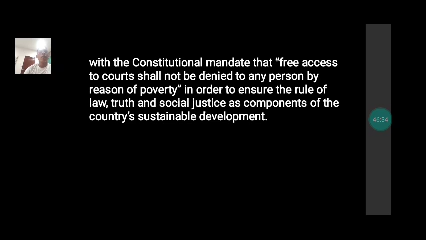 with the Constitutional mandate that “free access
to courts shall not be denied to any person by
reason of poverty” in order to ensure the rule of
law, truth and social justice as components of the
country’s sustainable development.